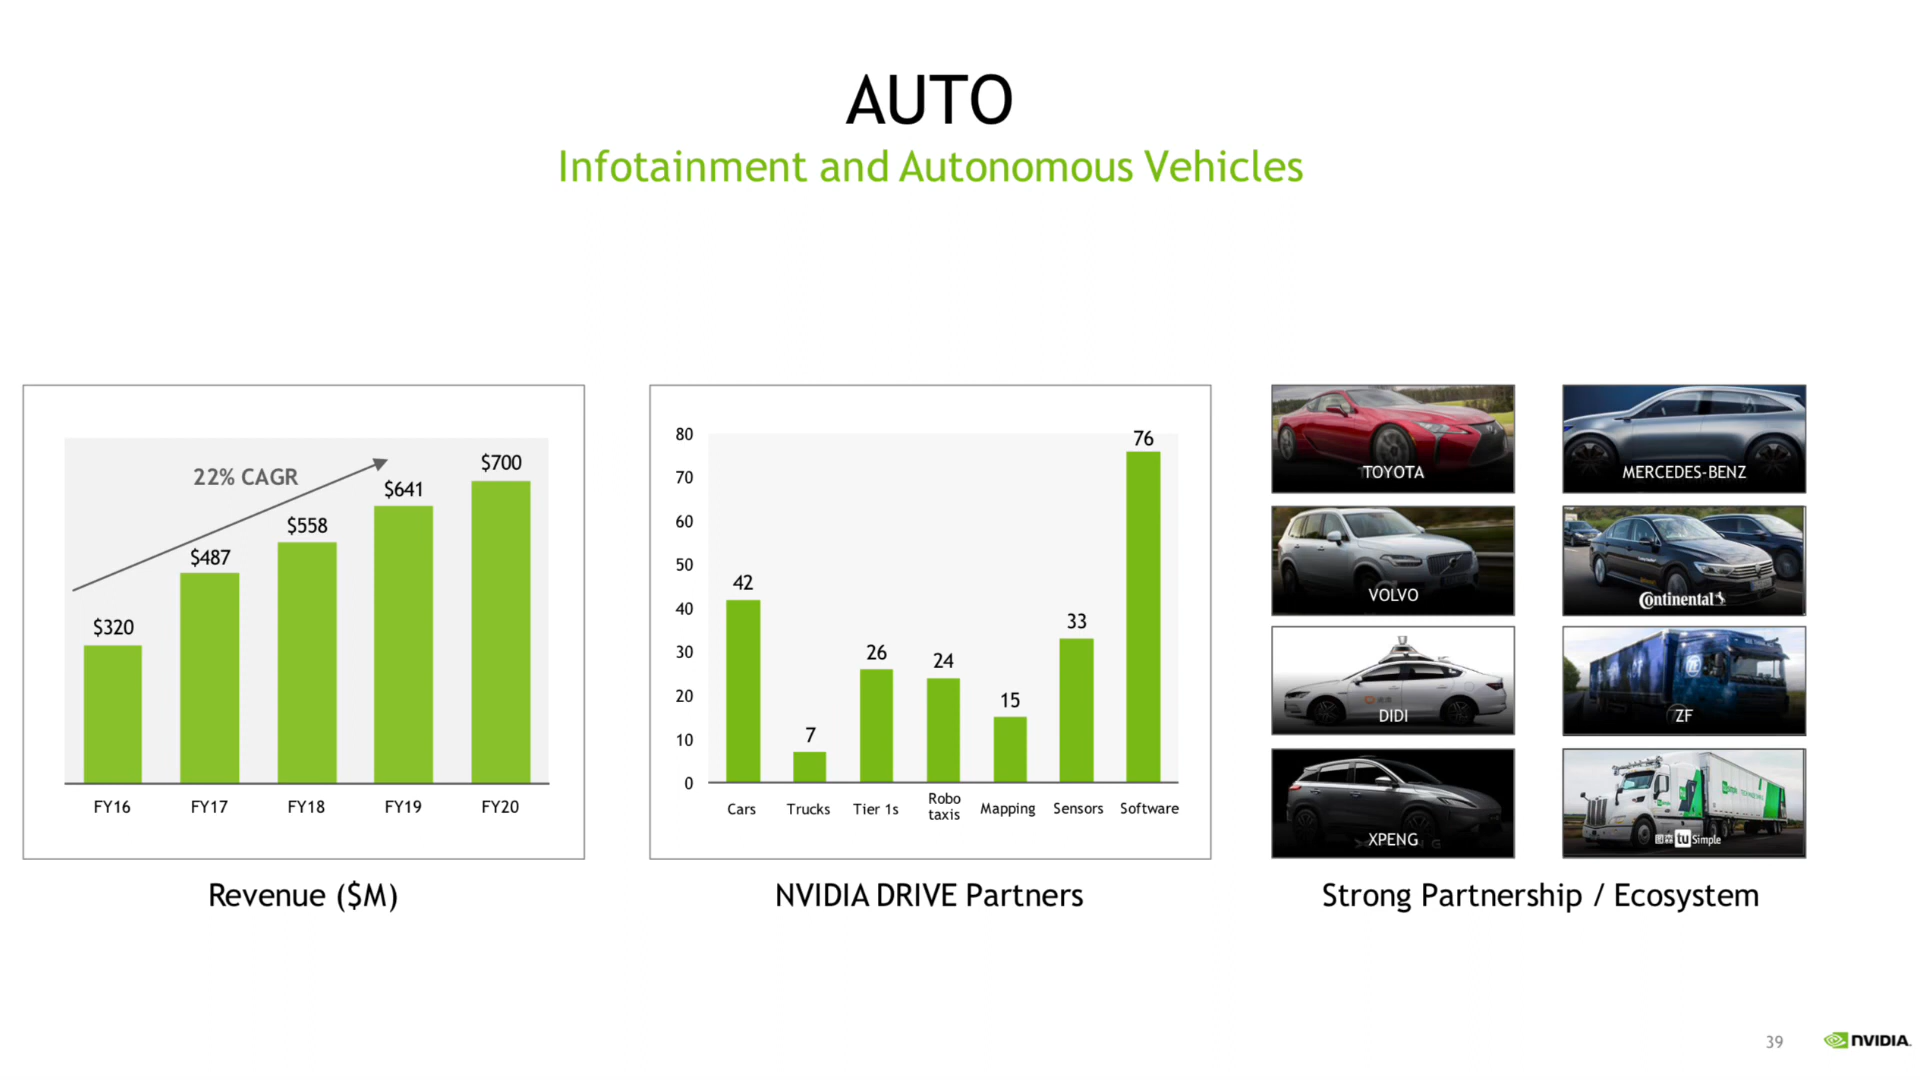 AUTO
Infotainment and Autonomous Vehicles
22% CAGR
$320
$487
$558
$641
$700
FY16
FY17
FY18
FY19
FY20
Revenue ($M)
80
70
60
50
40
30
20
10
0
42
7
26
24
15
33
76
Cars
Trucks
Tier 1s
Robo
taxis
Mapping
Sensors
Software
NVIDIA DRIVE Partners
TOYOTA
MERCEDES-BENZ
VOLVO
Continental
DIDI
ZF
XPENG
tu Simple
Strong Partnership / Ecosystem
39
NVIDIA.